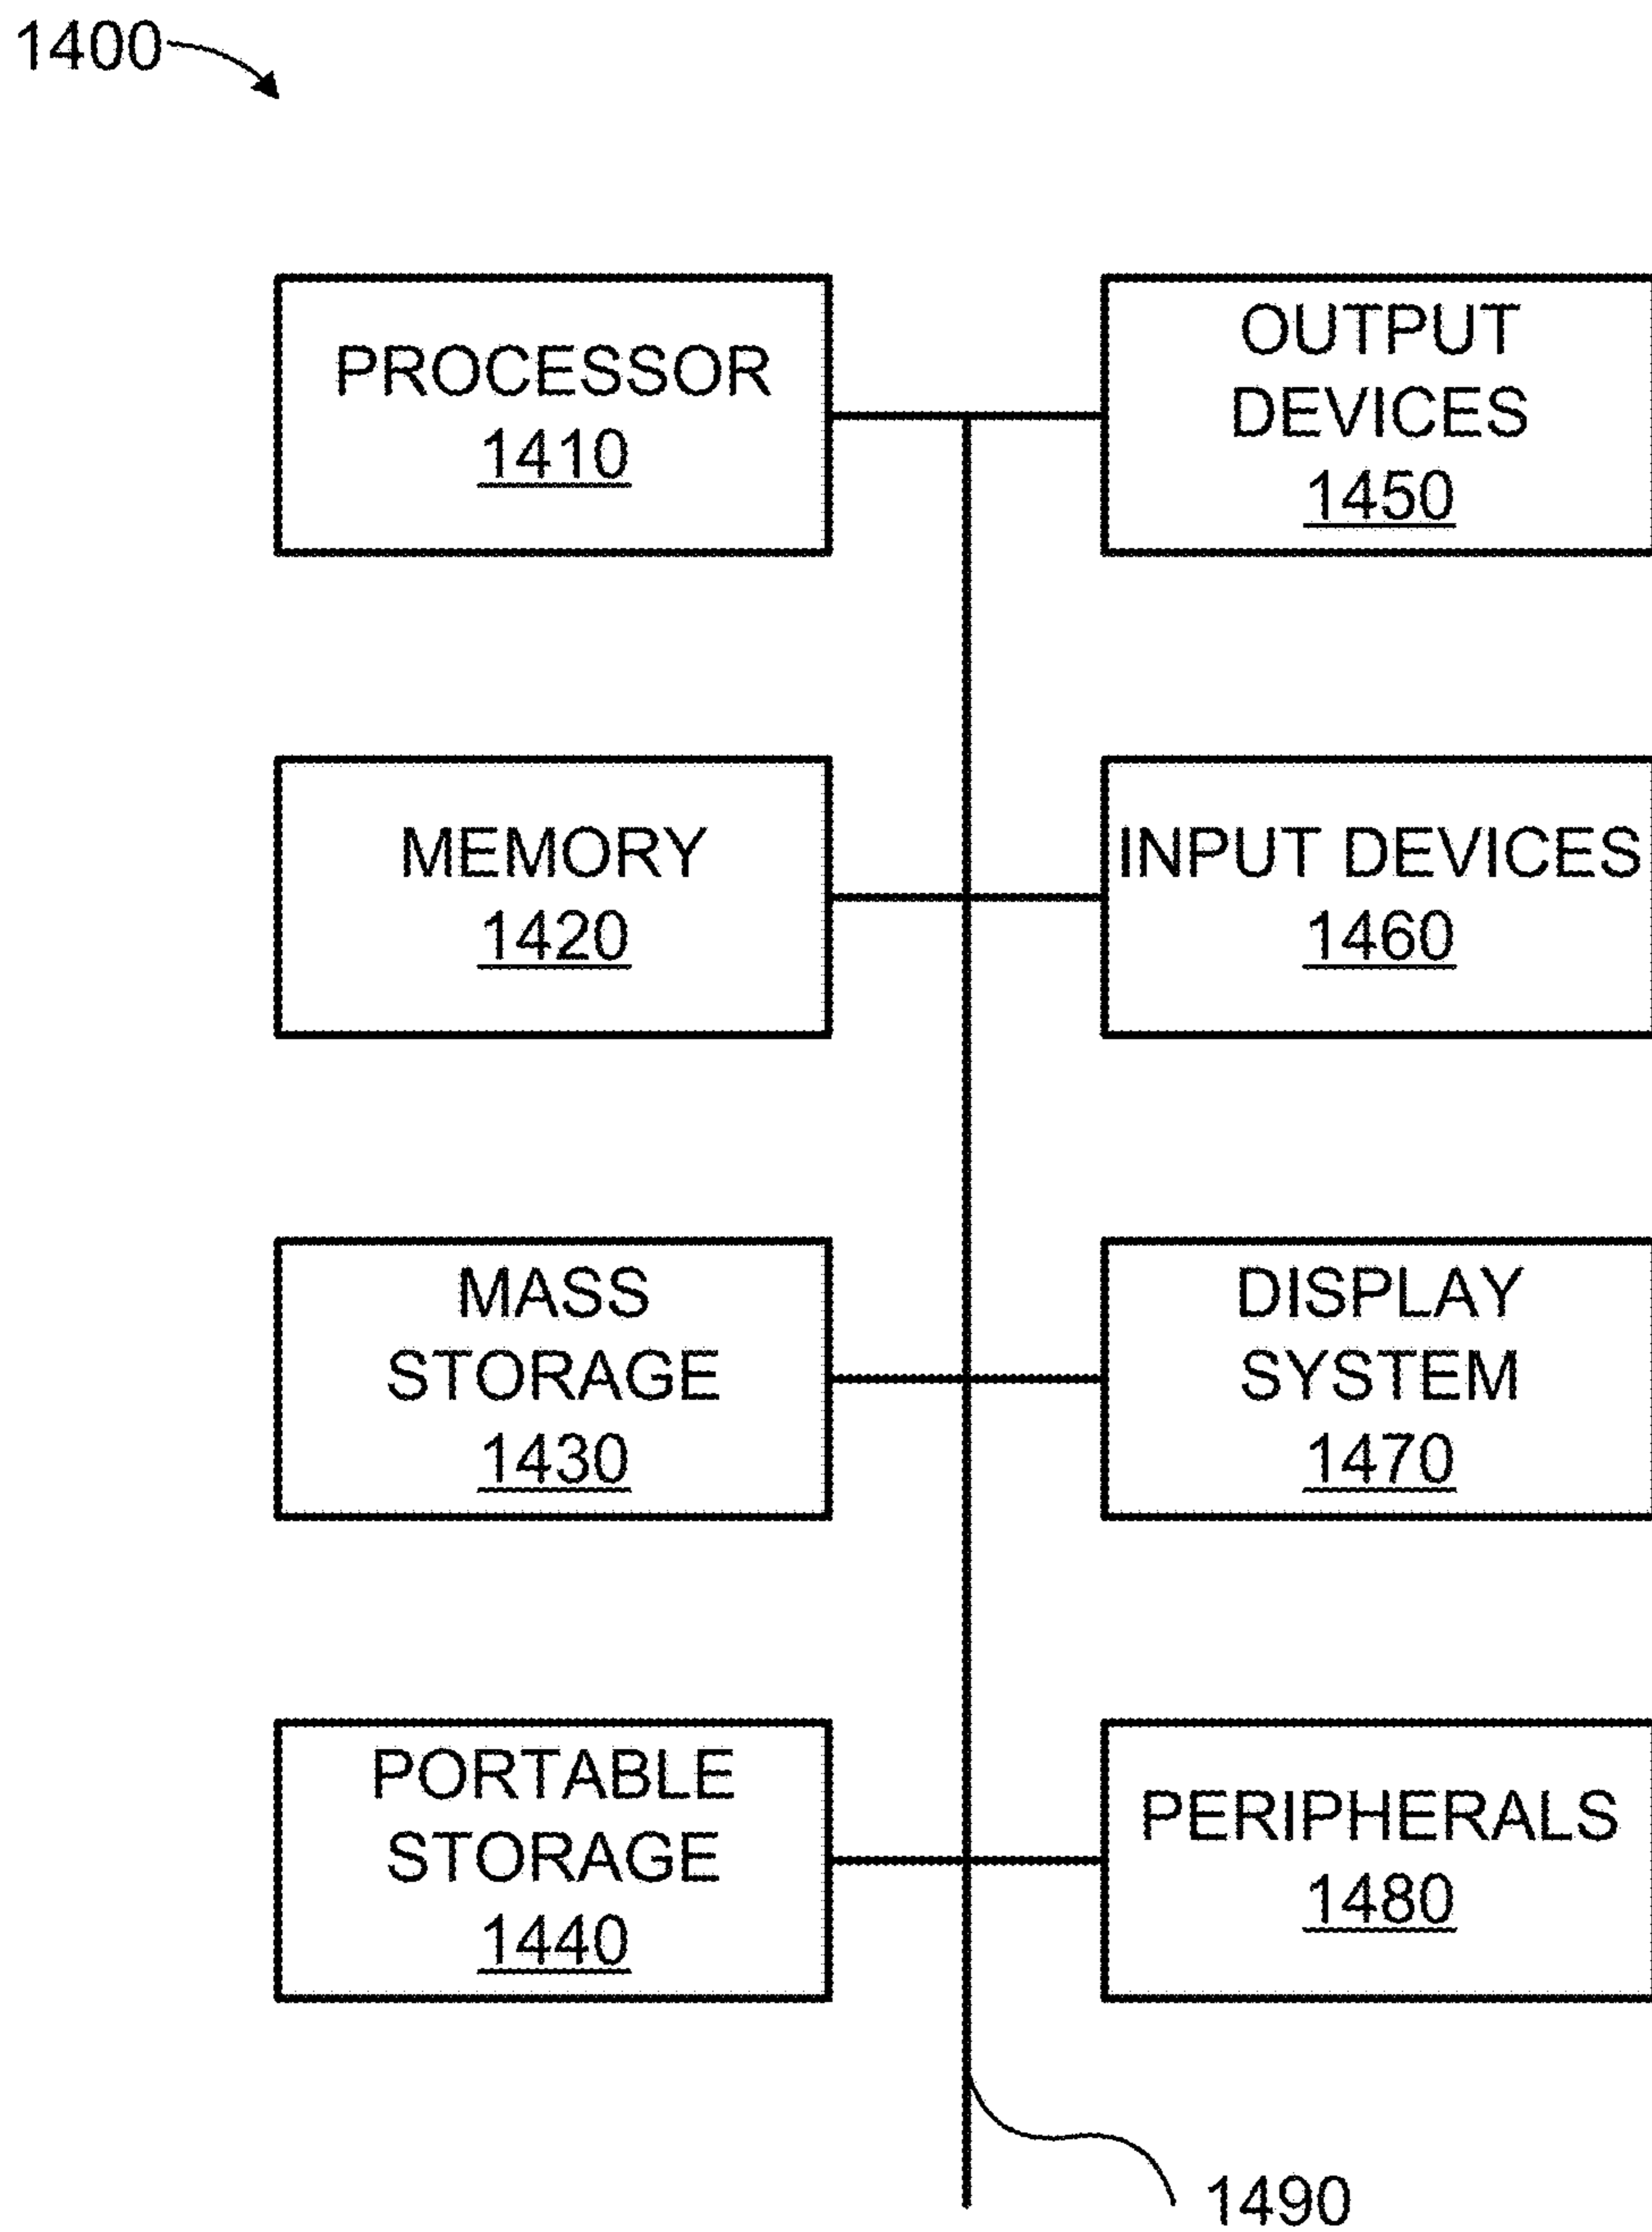 1400
PROCESSOR
1410
OUTPUT
DEVICES
1450
MEMORY
1420
INPUT DEVICES
1460
MASS
STORAGE
1430
DISPLAY
SYSTEM
1470
PORTABLE
STORAGE
1440
PERIPHERALS
1480
1490